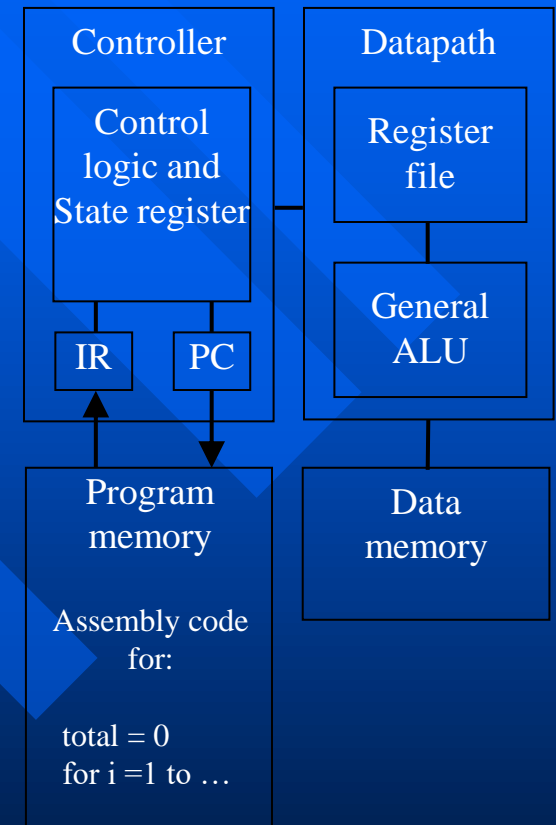 Controller
Control
logic and
State register
IR
PC
Datapath
Register
file
General
ALU
Program
memory
Assembly code
for:
total = 0
for i =1 to …
Data
memory